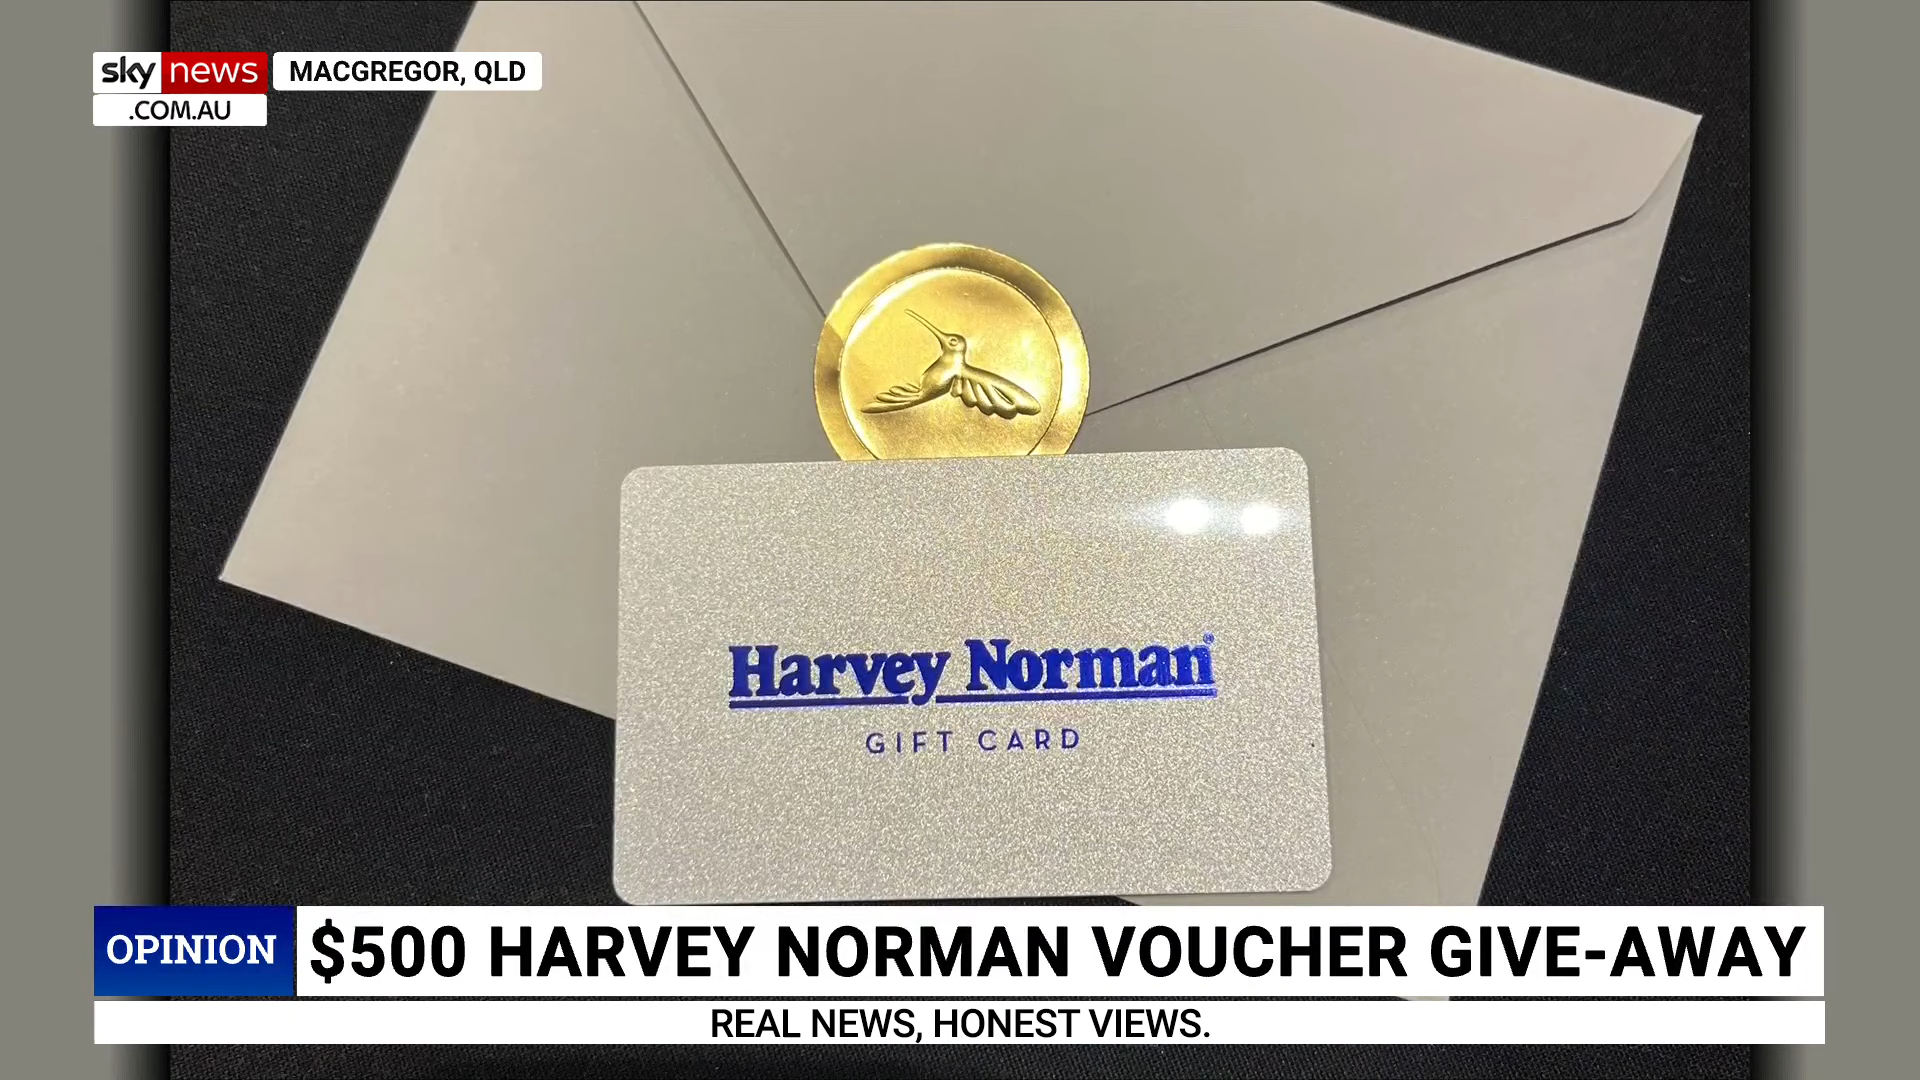 sky news
.COM.AU
MACGREGOR, QLD
Harvey Norman®
GIFT CARD
OPINION
$500 HARVEY NORMAN VOUCHER GIVE-AWAY
REAL NEWS, HONEST VIEWS.